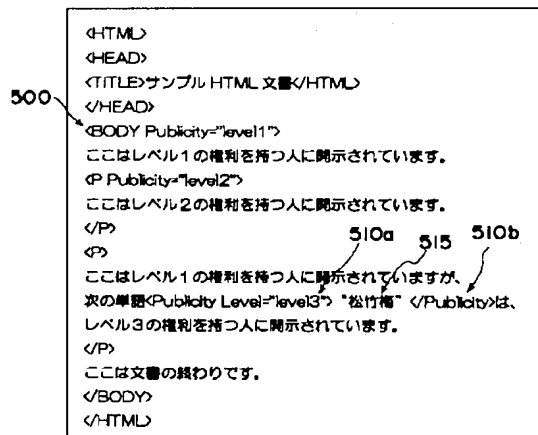 <HTML>
<HEAD>
<TITLE>サンプル HTML 文書</HTML>
</HEAD>
500
<BODY Publicity="level1">
ここはレベル1の権利を持つ人に開示されています。
<P Publicity="level2">
ここはレベル2の権利を持つ人に開示されています。
</P>
510a 515 510b
<P>
ここはレベル1の権利を持つ人に開示されていますが、
次の単語<Publicity Level="level3"> "松竹梅" </Publicity>は、
レベル3の権利を持つ人に開示されています。
</P>
ここは文書の終わりです。
</BODY>
</HTML>